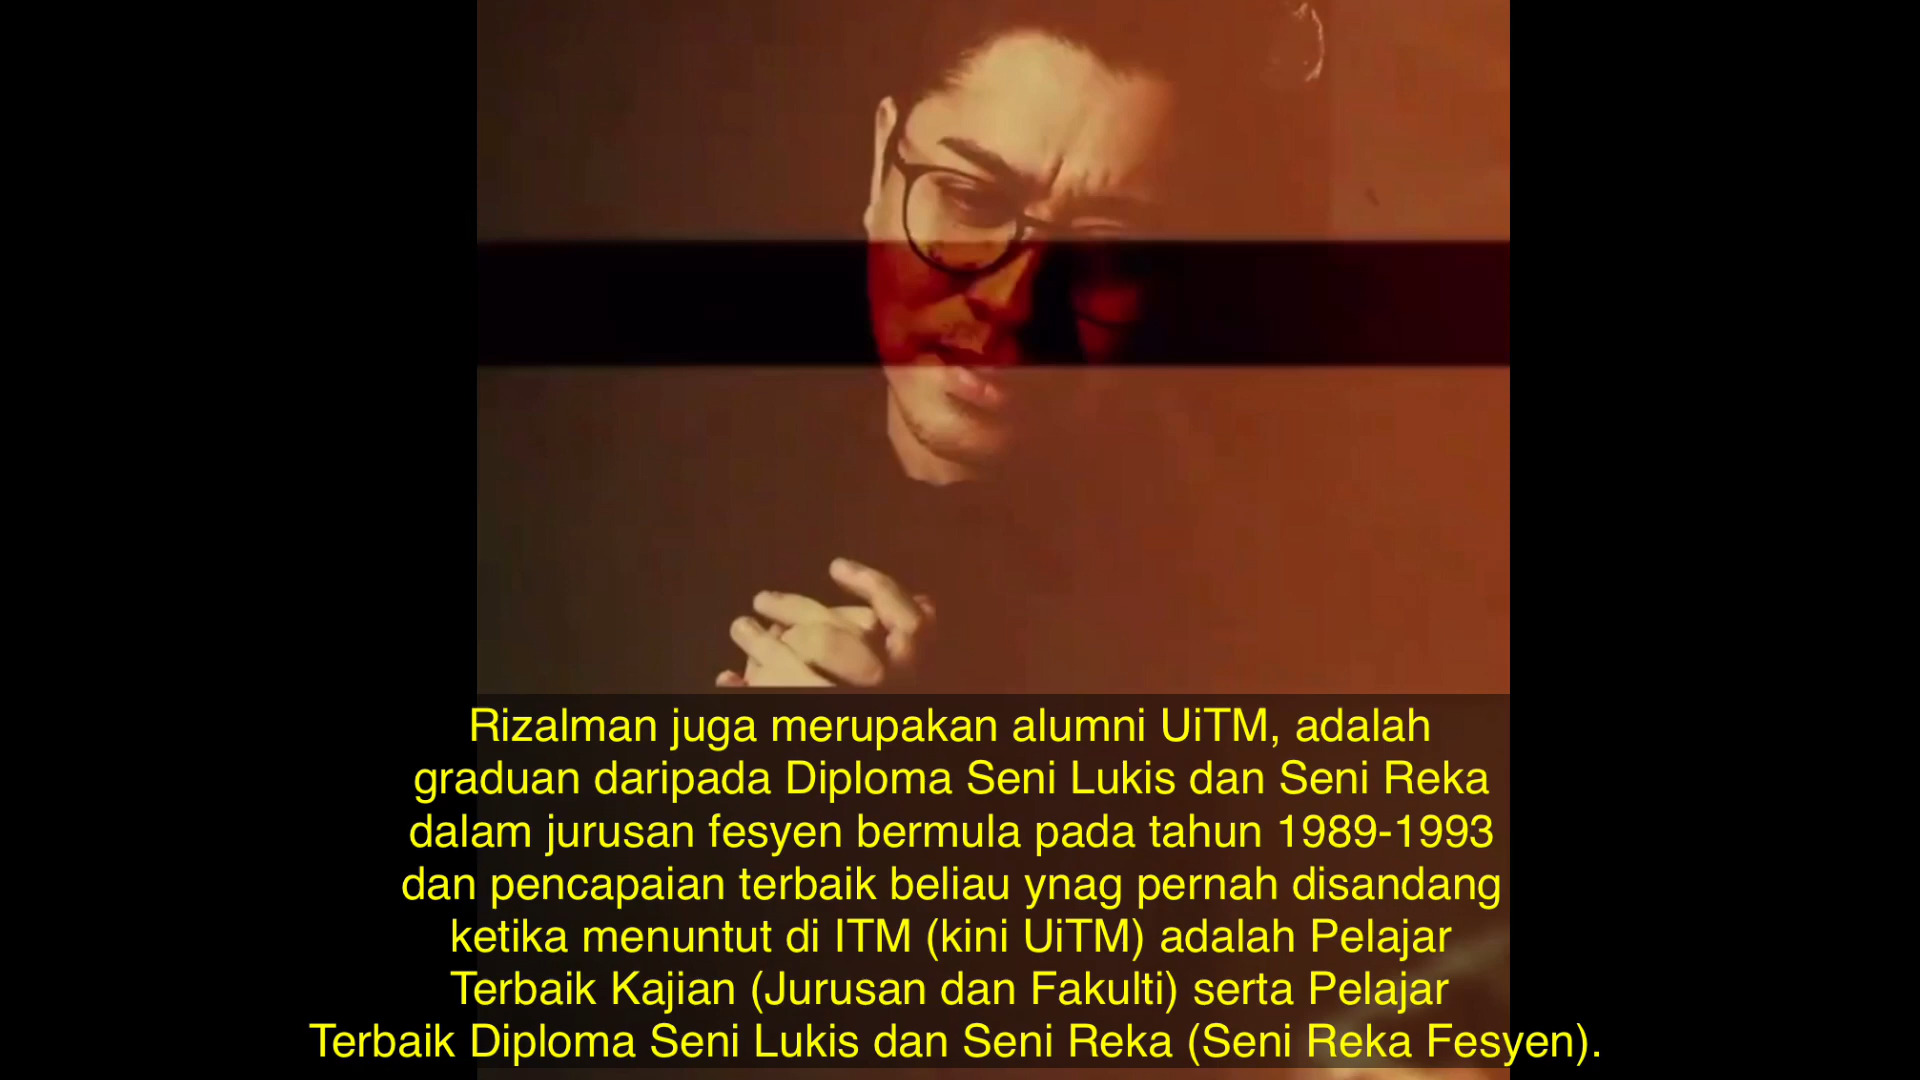 Rizalman juga merupakan alumni UiTM, adalah
graduan daripada Diploma Seni Lukis dan Seni Reka
dalam jurusan fesyen bermula pada tahun 1989-1993
dan pencapaian terbaik beliau ynag pernah disandang
ketika menuntut di ITM (kini UiTM) adalah Pelajar
Terbaik Kajian (Jurusan dan Fakulti) serta Pelajar
Terbaik Diploma Seni Lukis dan Seni Reka (Seni Reka Fesyen).